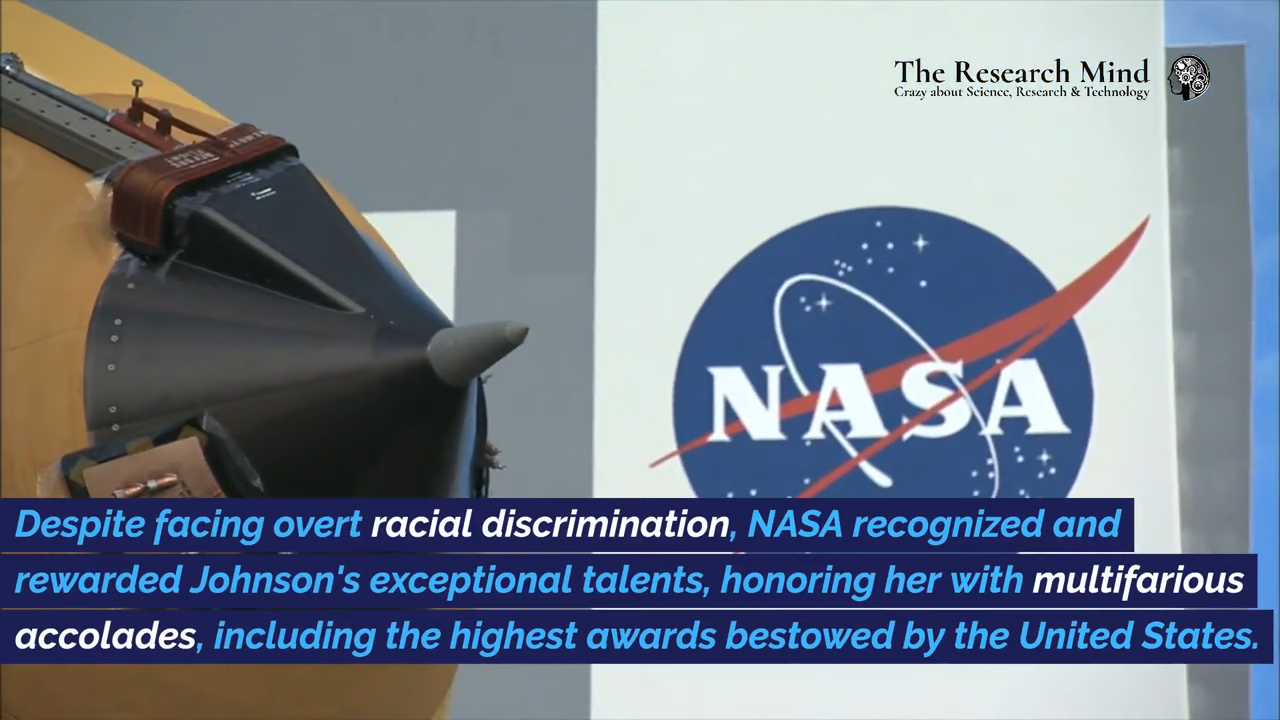 The Research Mind
Crazy about Science, Research & Technology
NASA
Despite facing overt racial discrimination, NASA recognized and
rewarded Johnson's exceptional talents, honoring her with multifarious
accolades, including the highest awards bestowed by the United States.